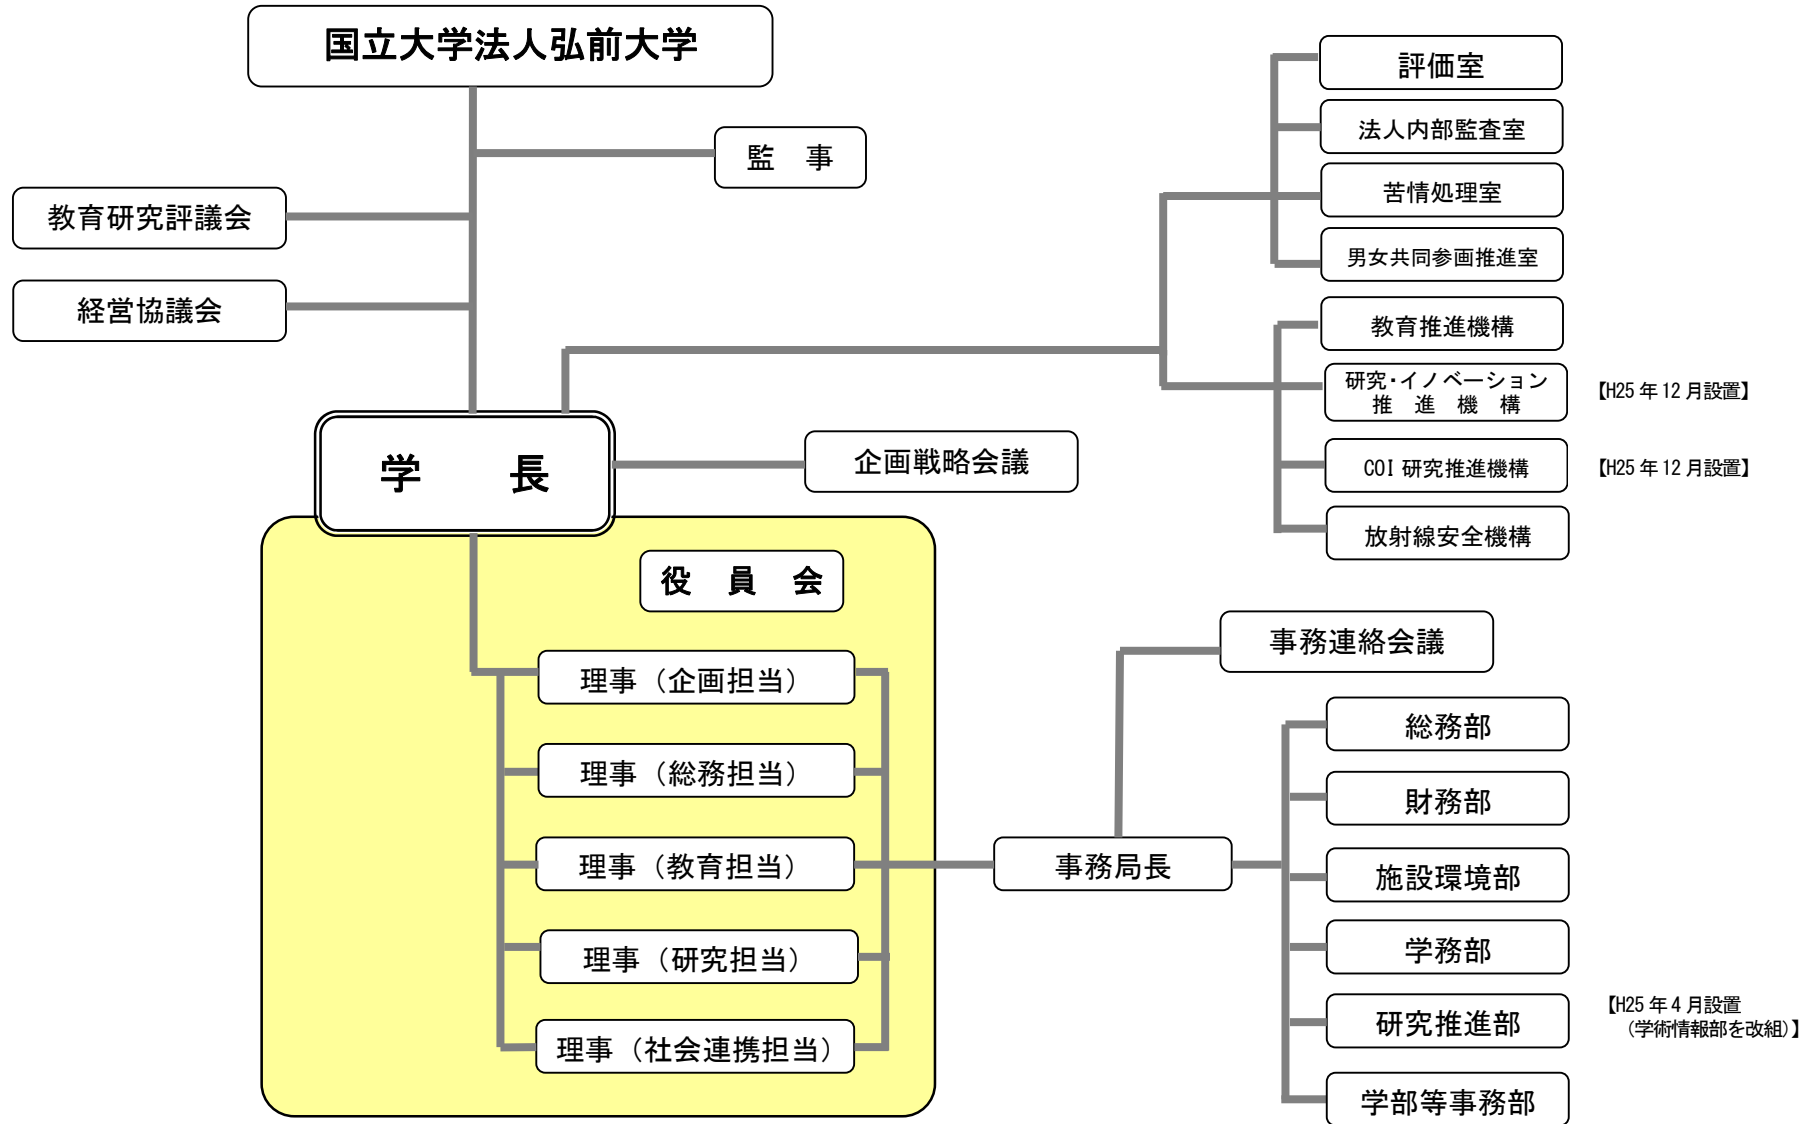 国立大学法人弘前大学
監　事
教育研究評議会
経営協議会
学　長
企画戦略会議
評価室
法人内部監査室
苦情処理室
男女共同参画推進室
教育推進機構
研究・イノベーション
推　進　機　構
【H25年12月設置】
COI 研究推進機構
【H25年12月設置】
放射線安全機構
役　員　会
理事（企画担当）
理事（総務担当）
理事（教育担当）
理事（研究担当）
理事（社会連携担当）
事務連絡会議
事務局長
総務部
財務部
施設環境部
学務部
研究推進部
【H25年4月設置
（学術情報部を改組）】
学部等事務部